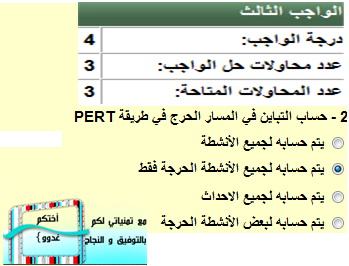 الواجب الثالث
درجة الواجب: 4
عدد محاولات حل الواجب: 3
عدد المحاولات المتاحة: 3
2 - حساب التباين في المسار الحرج في طريقة PERT
يتم حسابه لجميع الأنشطة
يتم حسابه لجميع الأنشطة الحرجة فقط
يتم حسابه لجميع الاحداث
يتم حسابه لبعض الأنشطة الحرجة
مع تمنياتي لكم
بالتوفيق و النجاح
أختكم
غدوو{